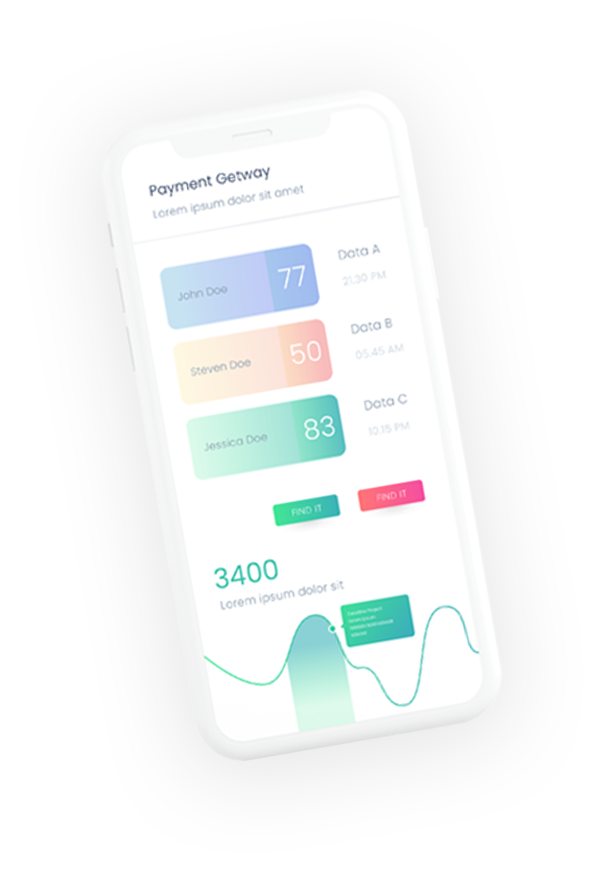 Payment Getway
Lorem ipsum dolor sit amet
John Doe 77
Data A
21.30 PM
Steven Doe 50
Data B
05.45 AM
Jessica Doe 83
Data C
10.15 PM
FIND IT
FIND IT
3400
Lorem ipsum dolor sit